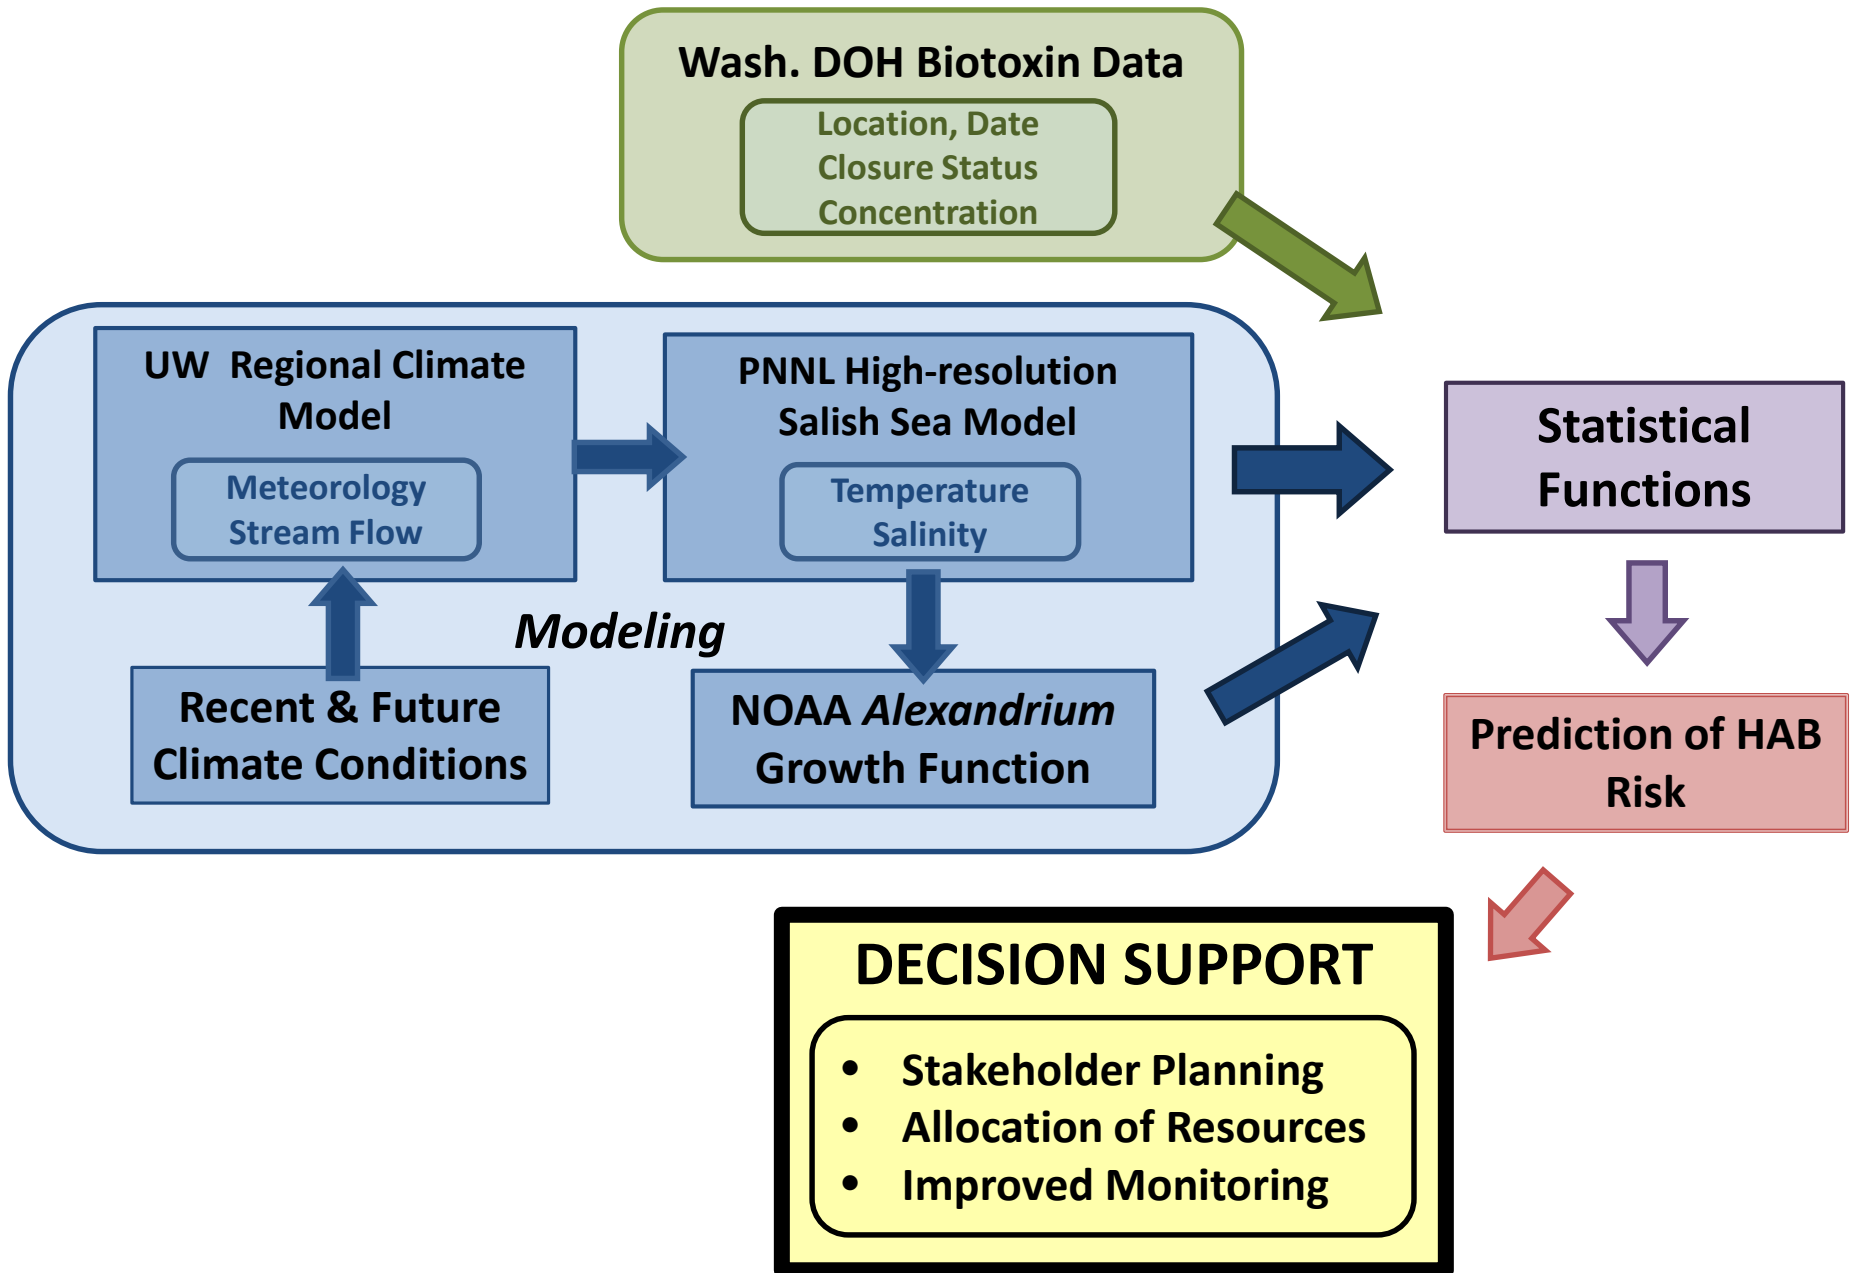 Wash. DOH Biotoxin Data
Location, Date
Closure Status
Concentration
UW Regional Climate
Model
Meteorology
Stream Flow
PNNL High-resolution
Salish Sea Model
Temperature
Salinity
Modeling
Recent & Future
Climate Conditions
NOAA Alexandrium
Growth Function
Statistical
Functions
Prediction of HAB
Risk
DECISION SUPPORT
• Stakeholder Planning
• Allocation of Resources
• Improved Monitoring